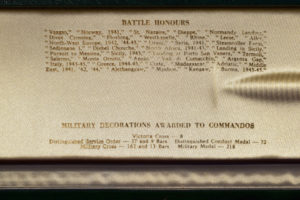 BATTLE HONOURS
"Vaagso," "Norway, 1941," "St. Nazaire," "Dieppe," "Normandy Landing,"
"Dives Crossing," "Flushing," "Westkapelle," "Rhine," "Leese," "Aller,"
"North-West Europe, 1942, '44-45," "Litani," "Syria, 1941," "Steamroller Farm,"
"Sedjenane 1," "Djebel Choucha," "North Africa, 1941-43," "Landing in Sicily,"
"Pursuit to Messina," "Sicily, 1943," "Landing at Porto San Venere," "Termoli,"
"Salerno," "Monte Ornito," "Anzio," "Valli di Comacchio," "Argenta Gap,"
"Italy, 1943-45," "Greece, 1944-45," "Crete," "Madagascar," "Adriatic," "Middle
East, 1941, '42, '44," "Alethangyaw," "Myebon," "Kangaw," "Burma, 1943-45."
MILITARY DECORATIONS AWARDED TO COMMANDOS
Victoria Cross — 8
Distinguished Service Order — 37 and 9 Bars Distinguished Conduct Medal — 32
Military Cross — 162 and 13 Bars Military Medal — 218